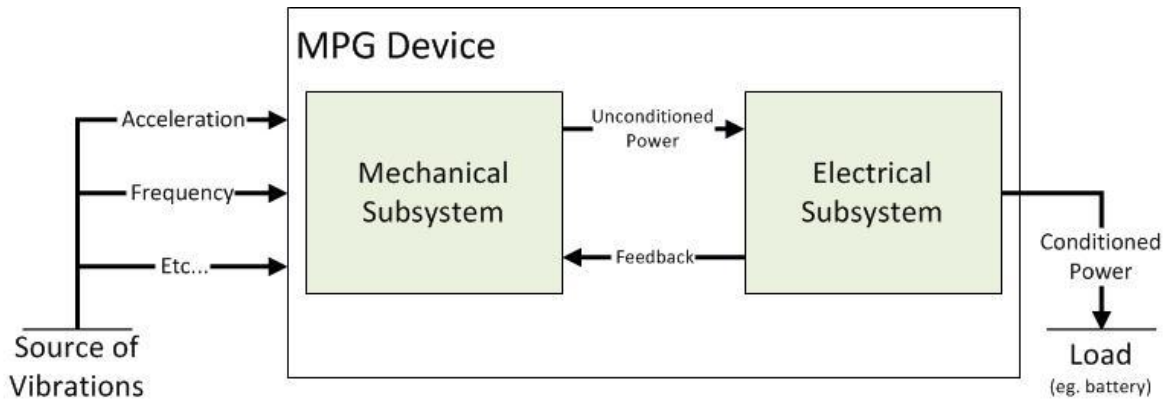 MPG Device
Acceleration
Frequency
Etc...
Source of
Vibrations
Mechanical
Subsystem
Unconditioned
Power
Feedback
Electrical
Subsystem
Conditioned
Power
Load
(eg. battery)